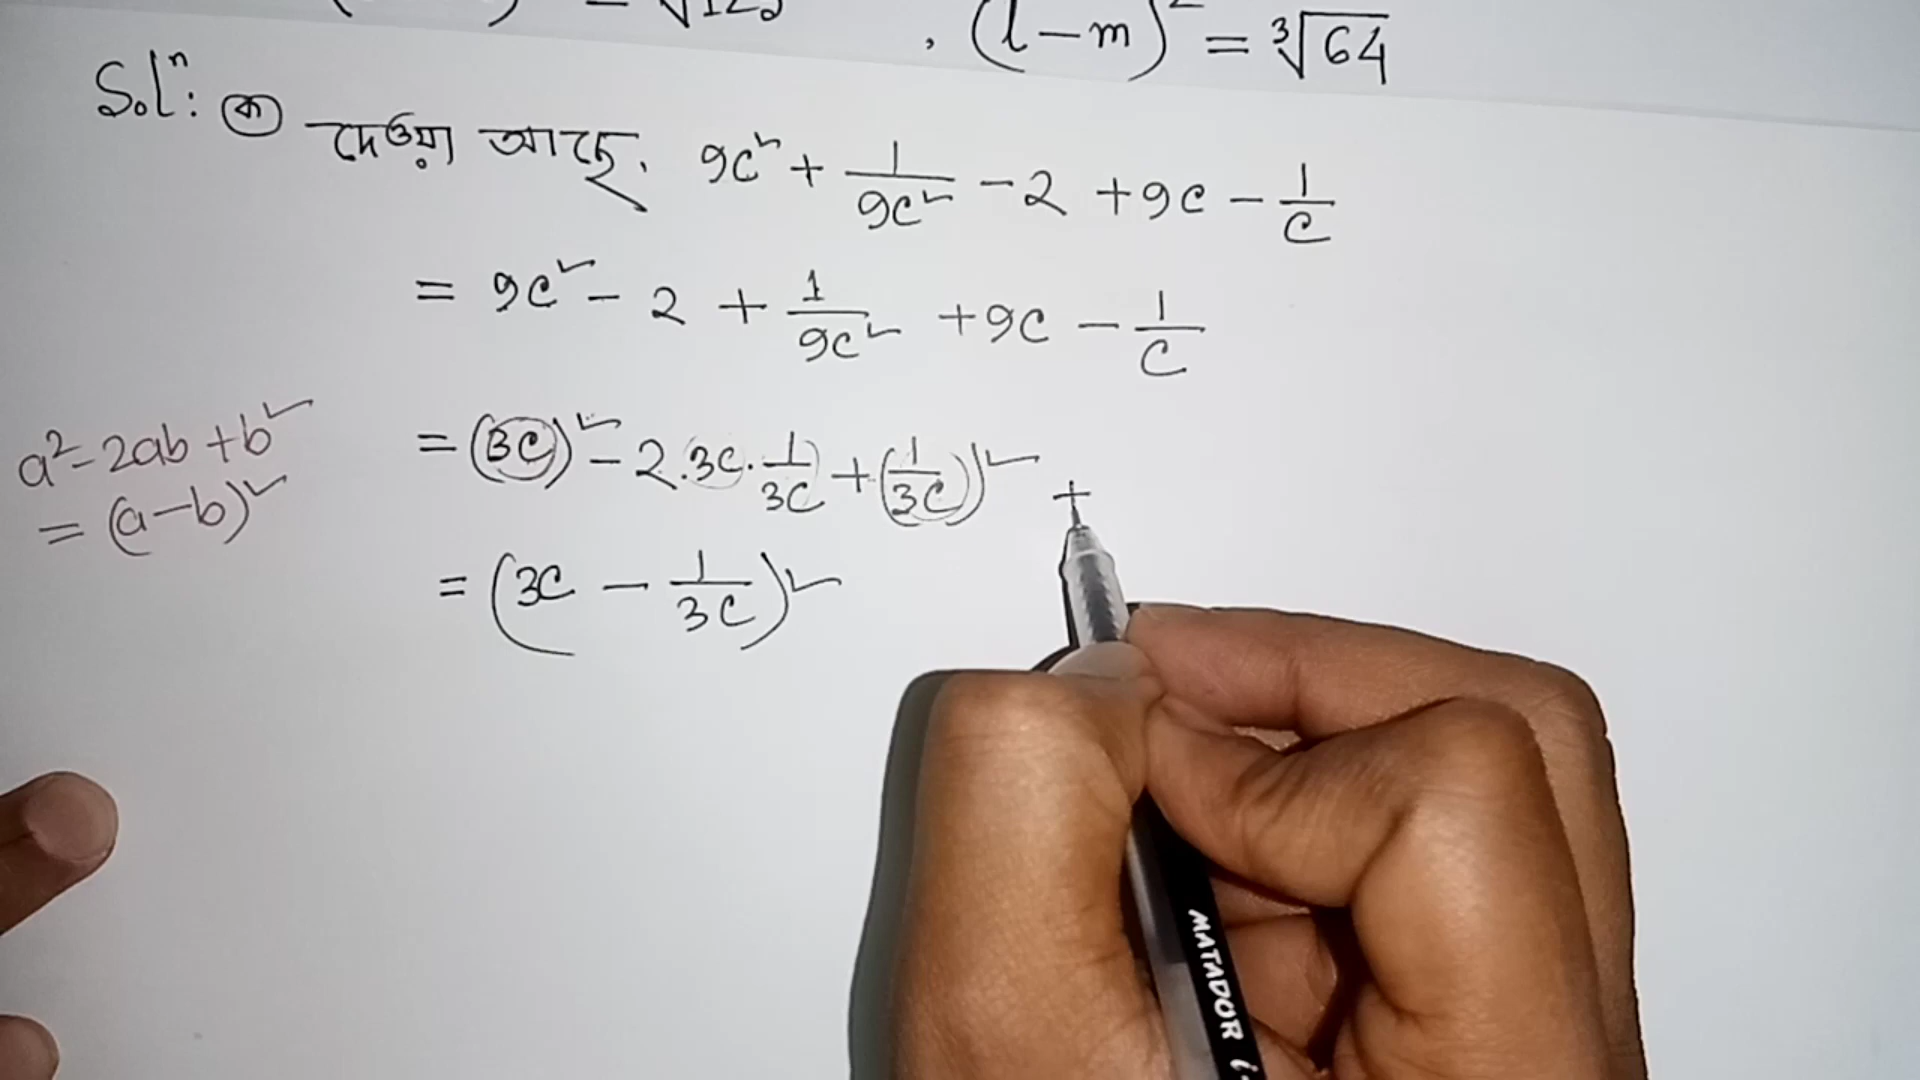 , (l-m)² = ∛64
Solⁿ: ক দেওয়া আছে, 9c² + 1/9c² - 2 + 9c - 1/c
= 9c² - 2 + 1/9c² + 9c - 1/c
a² - 2ab + b²
= (a-b)²
= (3c)² - 2.3c.1/3c + (1/3c)² +
= (3c - 1/3c)²
MATADOR i-